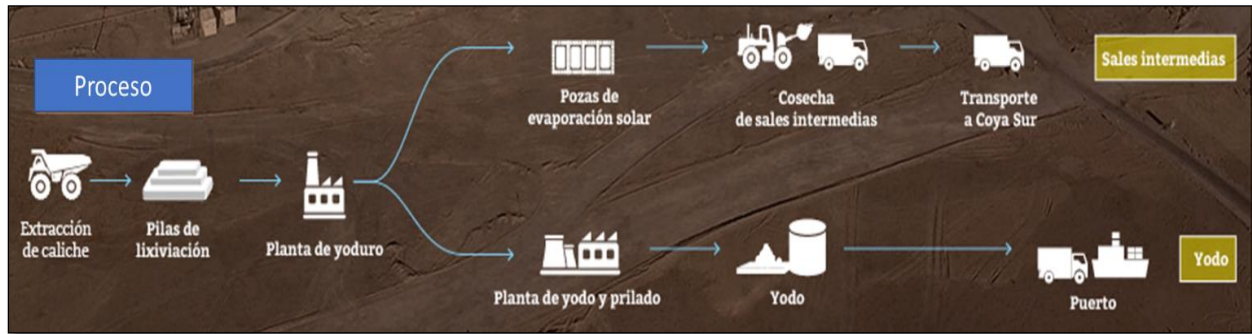 Proceso
Extracción
de caliche
Pilas de
lixiviación
Planta de yoduro
Pozas de
evaporación solar
Cosecha
de sales intermedias
Transporte
a Coya Sur
Sales intermedias
Planta de yodo y prilado
Yodo
Puerto
Yodo